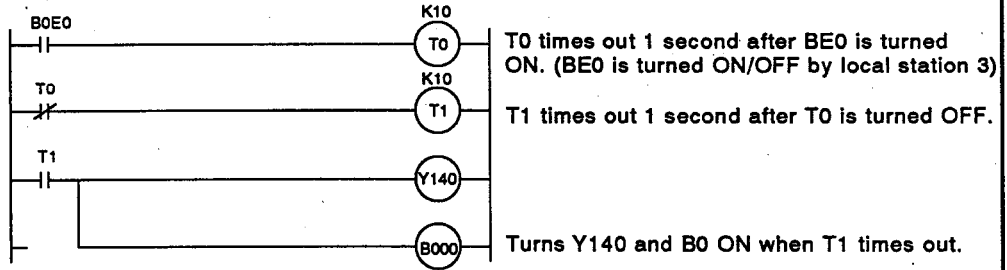 K10
B0E0
T0
T0 times out 1 second after BE0 is turned
ON. (BE0 is turned ON/OFF by local station 3)
K10
T0
T1
T1 times out 1 second after T0 is turned OFF.
T1
Y140
B000
Turns Y140 and B0 ON when T1 times out.